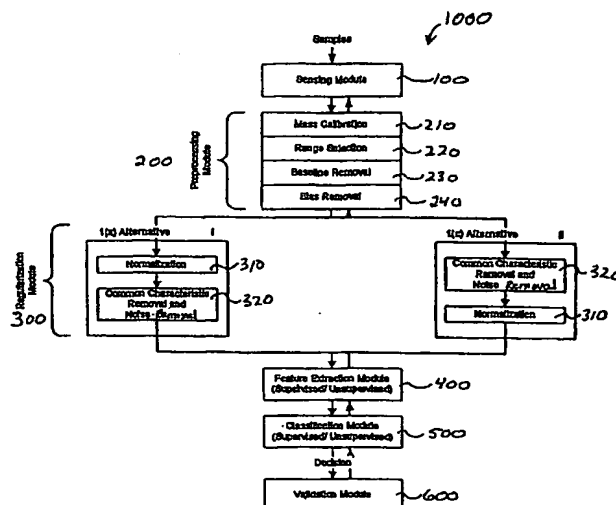 1000
Samples
Sensing Module
100
200
Preprocessing
Module
Mass Calibration
210
Range Selection
220
Baseline Removal
230
Bias Removal
240
300
Regularization
Module
f(x) Alternative I
Normalization
310
Common Characteristic
Removal and
Noise Removal
320
f(x) Alternative II
Common Characteristic
Removal and
Noise Removal
320
Normalization
310
Feature Extraction Module
(Supervised/ Unsupervised)
400
Classification Module
(Supervised/ Unsupervised)
500
Decision
Validation Module
600